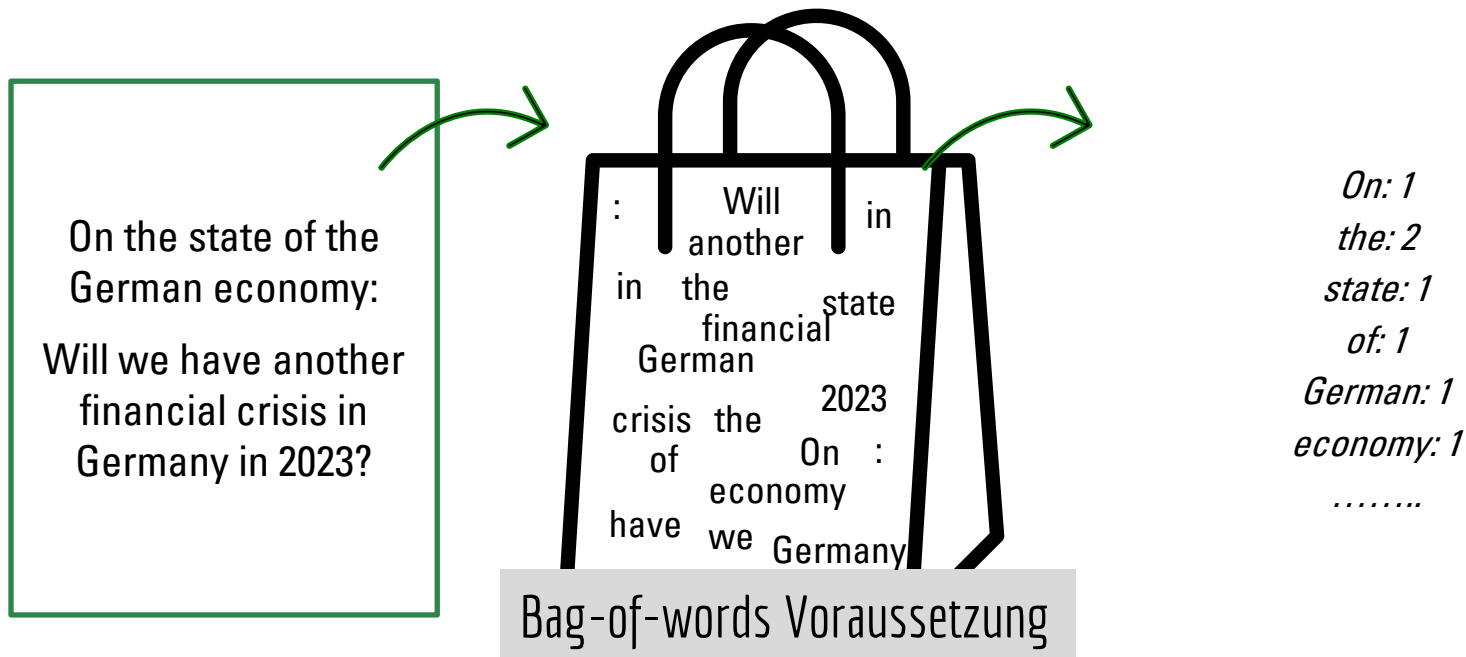 On the state of the
German economy:
Will we have another
financial crisis in
Germany in 2023?
: Will in
another
in the state
financial
German
2023
crisis the
of On :
economy
have we Germany
Bag-of-words Voraussetzung
On: 1
the: 2
state: 1
of: 1
German: 1
economy: 1
……..